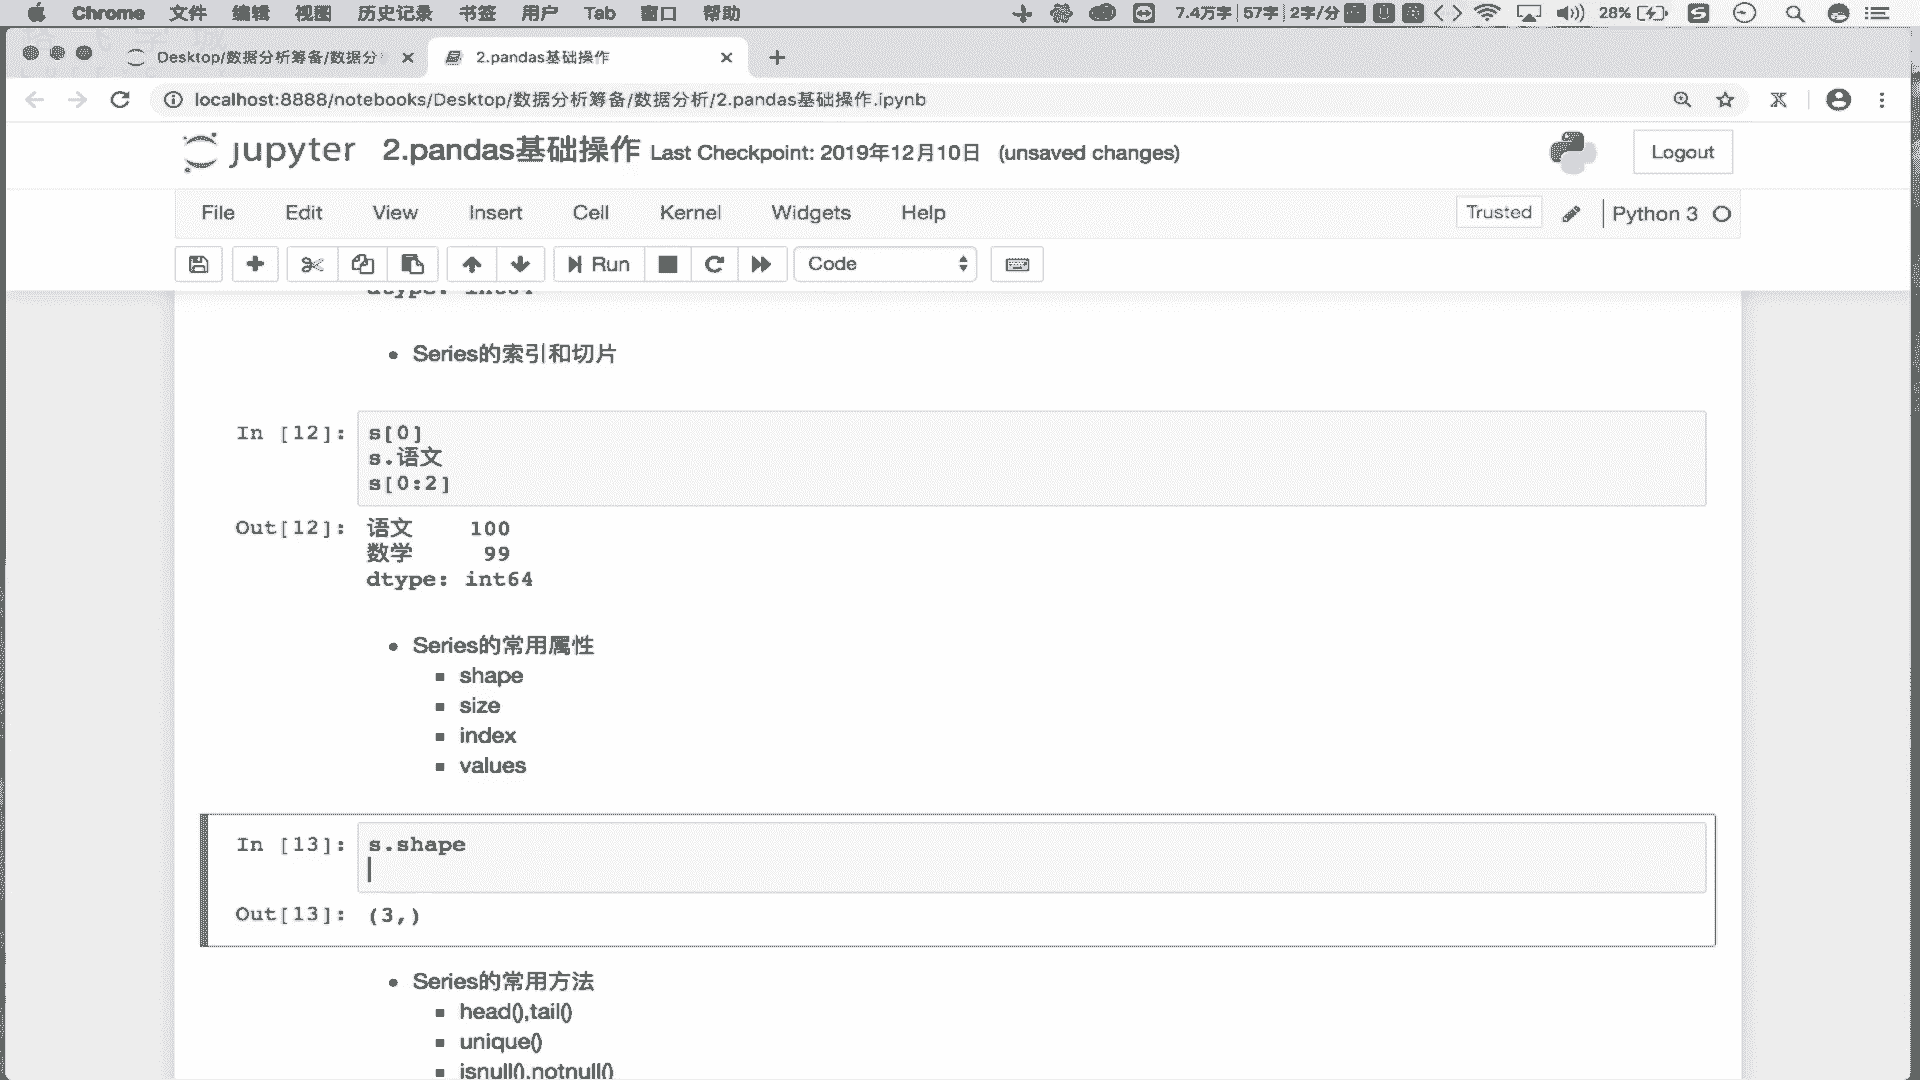 Chrome 文件 编辑 视图 历史记录 书签 用户 Tab 窗口 帮助 7.4万字 57字 2字/分 28%
Desktop/数据分析筹备/数据分 2.pandas基础操作
localhost:8888/notebooks/Desktop/数据分析筹备/数据分析/2.pandas基础操作.ipynb
jupyter 2.pandas基础操作 Last Checkpoint: 2019年12月10日 (unsaved changes) Logout
File Edit View Insert Cell Kernel Widgets Help Trusted Python 3
Run Code
dtype: int64
Series的索引和切片
In [12]: s[0]
s.语文
s[0:2]
Out[12]: 语文 100
数学 99
dtype: int64
Series的常用属性
shape
size
index
values
In [13]: s.shape
Out[13]: (3,)
Series的常用方法
head(),tail()
unique()
isnull(),notnull()